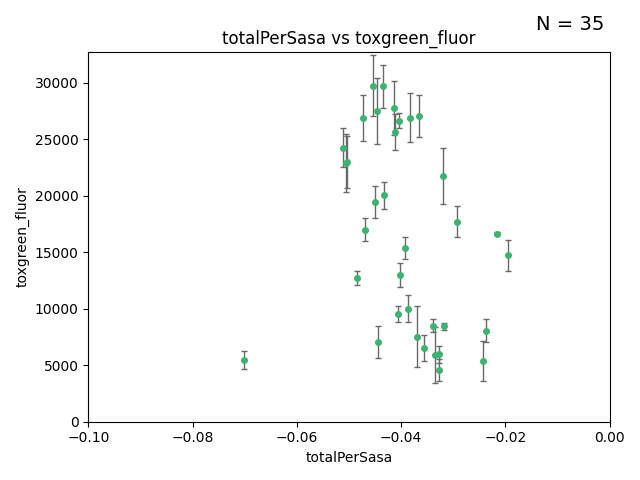 N = 35
totalPerSasa vs toxgreen_fluor
30000
25000
20000
15000
10000
5000
0
toxgreen_fluor
−0.10 −0.08 −0.06 −0.04 −0.02 0.00
totalPerSasa